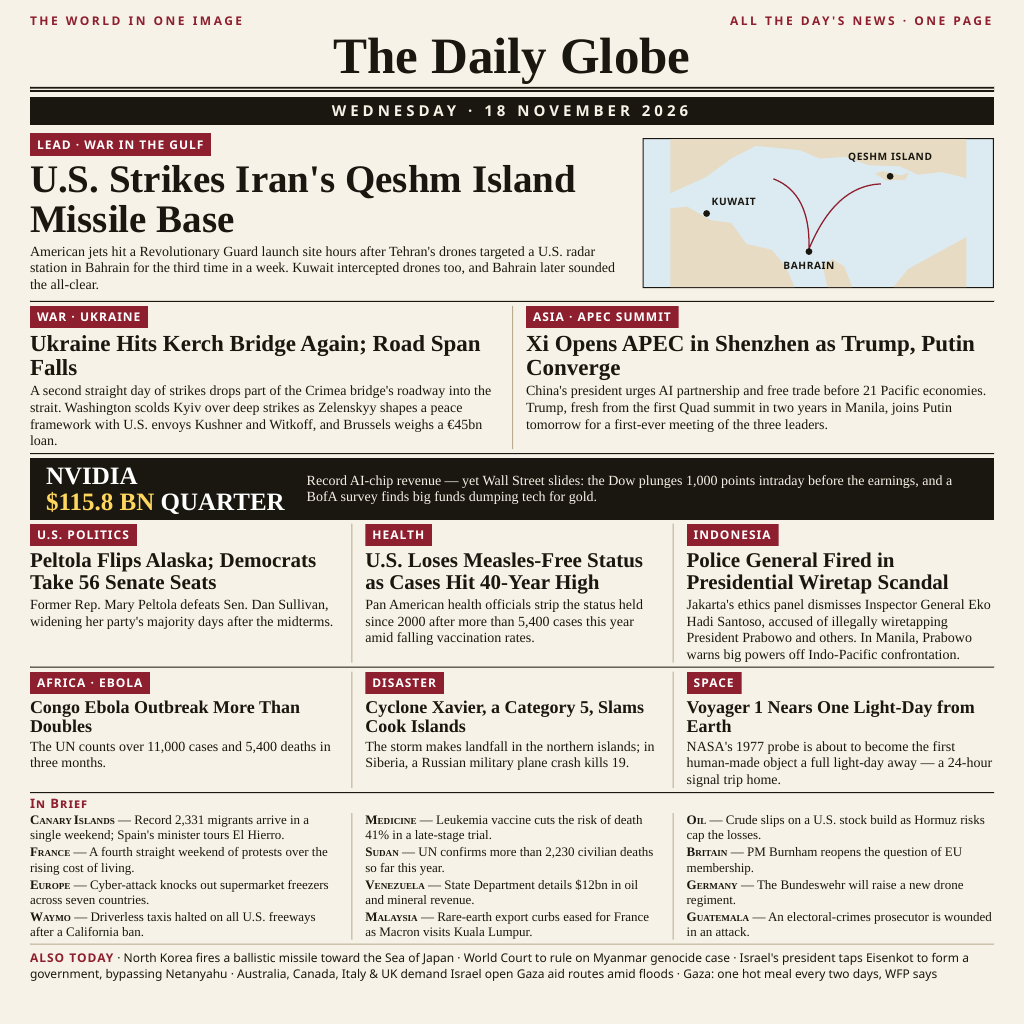 THE WORLD IN ONE IMAGE
ALL THE DAY'S NEWS · ONE PAGE
The Daily Globe
WEDNESDAY · 18 NOVEMBER 2026
LEAD · WAR IN THE GULF
U.S. Strikes Iran's Qeshm Island
Missile Base
American jets hit a Revolutionary Guard launch site hours after Tehran's drones targeted a U.S. radar
station in Bahrain for the third time in a week. Kuwait intercepted drones too, and Bahrain later sounded
the all-clear.
QESHM ISLAND
KUWAIT
BAHRAIN
WAR · UKRAINE
Ukraine Hits Kerch Bridge Again; Road Span
Falls
A second straight day of strikes drops part of the Crimea bridge's roadway into the
strait. Washington scolds Kyiv over deep strikes as Zelenskyy shapes a peace
framework with U.S. envoys Kushner and Witkoff, and Brussels weighs a €45bn
loan.
ASIA · APEC SUMMIT
Xi Opens APEC in Shenzhen as Trump, Putin
Converge
China's president urges AI partnership and free trade before 21 Pacific economies.
Trump, fresh from the first Quad summit in two years in Manila, joins Putin
tomorrow for a first-ever meeting of the three leaders.
NVIDIA
$115.8 BN QUARTER
Record AI-chip revenue — yet Wall Street slides: the Dow plunges 1,000 points intraday before the earnings, and a
BofA survey finds big funds dumping tech for gold.
U.S. POLITICS
Peltola Flips Alaska; Democrats
Take 56 Senate Seats
Former Rep. Mary Peltola defeats Sen. Dan Sullivan,
widening her party's majority days after the midterms.
HEALTH
U.S. Loses Measles-Free Status
as Cases Hit 40-Year High
Pan American health officials strip the status held
since 2000 after more than 5,400 cases this year
amid falling vaccination rates.
INDONESIA
Police General Fired in
Presidential Wiretap Scandal
Jakarta's ethics panel dismisses Inspector General Eko
Hadi Santoso, accused of illegally wiretapping
President Prabowo and others. In Manila, Prabowo
warns big powers off Indo-Pacific confrontation.
AFRICA · EBOLA
Congo Ebola Outbreak More Than
Doubles
The UN counts over 11,000 cases and 5,400 deaths in
three months.
DISASTER
Cyclone Xavier, a Category 5, Slams
Cook Islands
The storm makes landfall in the northern islands; in
Siberia, a Russian military plane crash kills 19.
SPACE
Voyager 1 Nears One Light-Day from
Earth
NASA's 1977 probe is about to become the first
human-made object a full light-day away — a 24-hour
signal trip home.
In Brief
Canary Islands — Record 2,331 migrants arrive in a
single weekend; Spain's minister tours El Hierro.
France — A fourth straight weekend of protests over the
rising cost of living.
Europe — Cyber-attack knocks out supermarket freezers
across seven countries.
Waymo — Driverless taxis halted on all U.S. freeways
after a California ban.
Medicine — Leukemia vaccine cuts the risk of death
41% in a late-stage trial.
Sudan — UN confirms more than 2,230 civilian deaths
so far this year.
Venezuela — State Department details $12bn in oil
and mineral revenue.
Malaysia — Rare-earth export curbs eased for France
as Macron visits Kuala Lumpur.
Oil — Crude slips on a U.S. stock build as Hormuz risks
cap the losses.
Britain — PM Burnham reopens the question of EU
membership.
Germany — The Bundeswehr will raise a new drone
regiment.
Guatemala — An electoral-crimes prosecutor is wounded
in an attack.
ALSO TODAY · North Korea fires a ballistic missile toward the Sea of Japan · World Court to rule on Myanmar genocide case · Israel's president taps Eisenkot to form a
government, bypassing Netanyahu · Australia, Canada, Italy & UK demand Israel open Gaza aid routes amid floods · Gaza: one hot meal every two days, WFP says